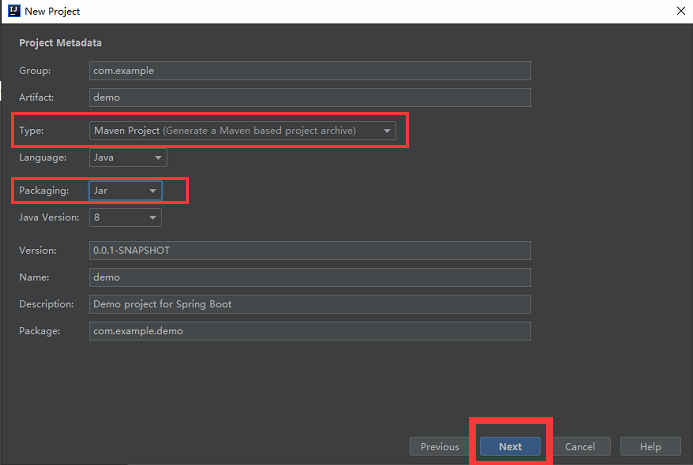 New Project
Project Metadata
Group: com.example
Artifact: demo
Type: Maven Project (Generate a Maven based project archive)
Language: Java
Packaging: Jar
Java Version: 8
Version: 0.0.1-SNAPSHOT
Name: demo
Description: Demo project for Spring Boot
Package: com.example.demo
Previous Next Cancel Help